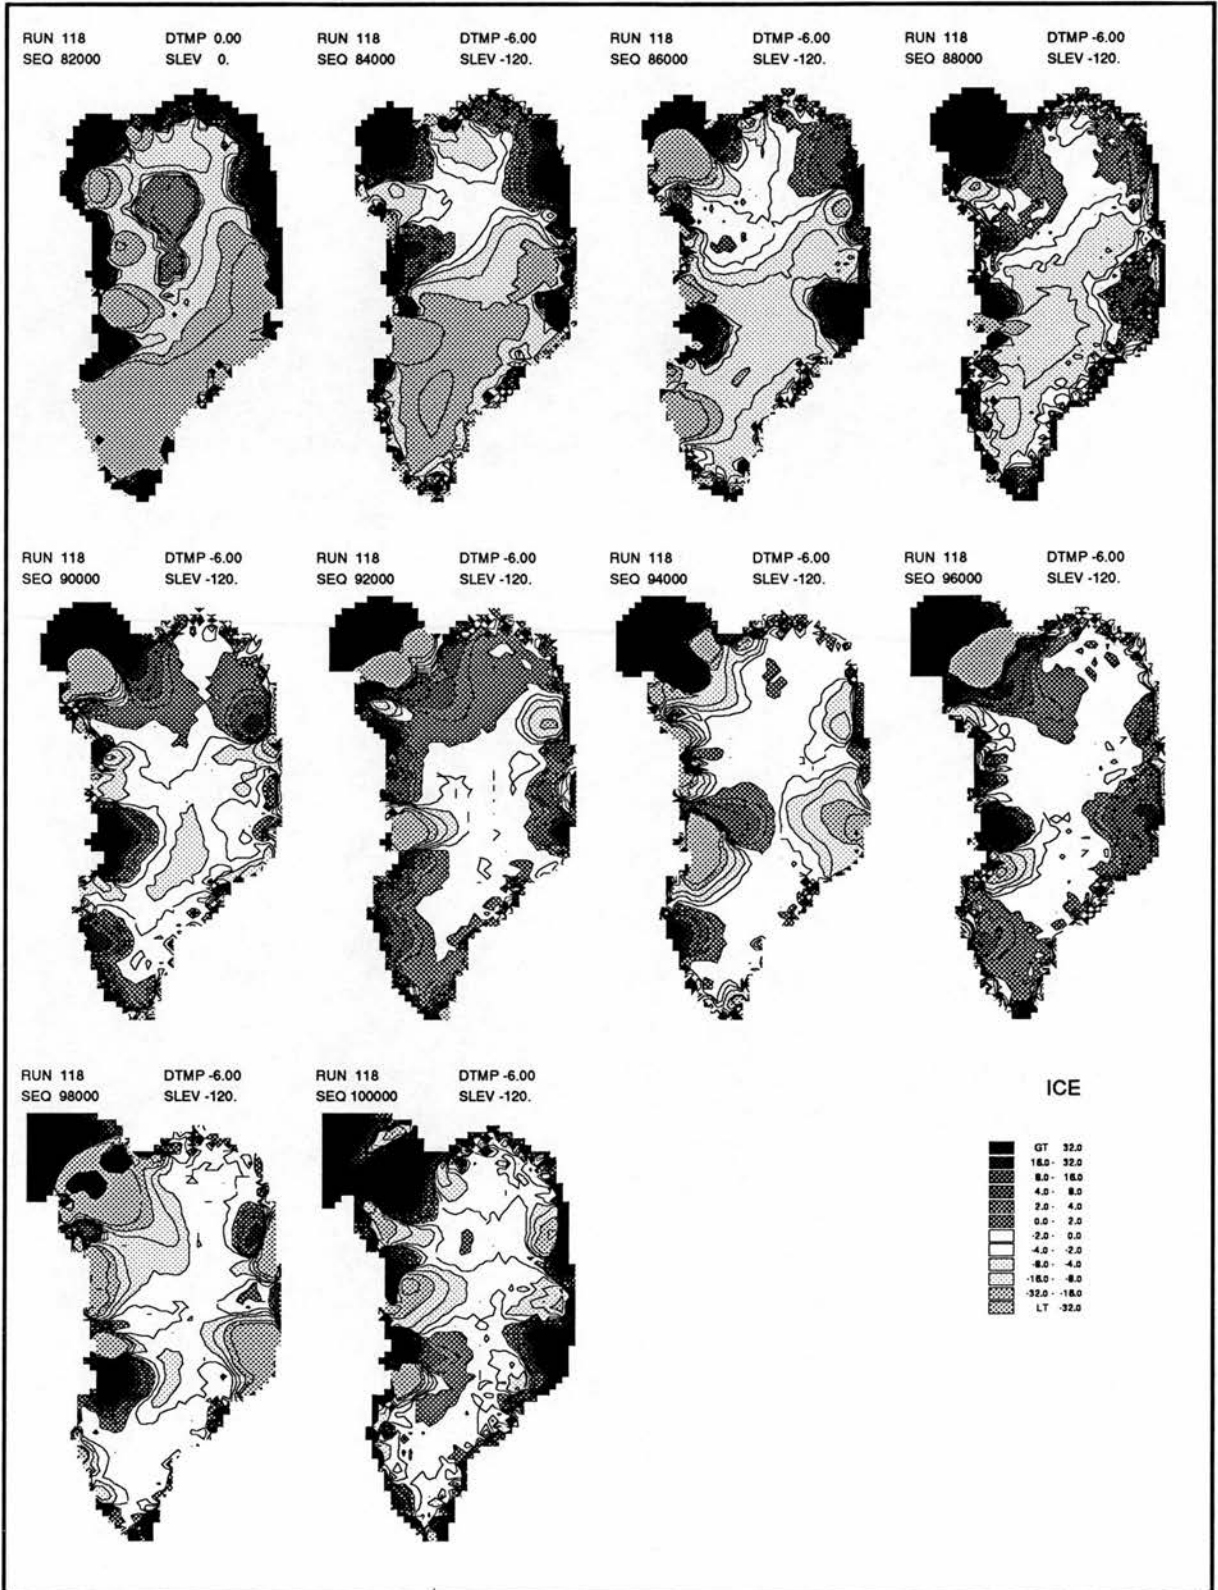 RUN 118 DTMP 0.00
SEQ 82000 SLEV 0.
RUN 118 DTMP -6.00
SEQ 84000 SLEV -120.
RUN 118 DTMP -6.00
SEQ 86000 SLEV -120.
RUN 118 DTMP -6.00
SEQ 88000 SLEV -120.
RUN 118 DTMP -6.00
SEQ 90000 SLEV -120.
RUN 118 DTMP -6.00
SEQ 92000 SLEV -120.
RUN 118 DTMP -6.00
SEQ 94000 SLEV -120.
RUN 118 DTMP -6.00
SEQ 96000 SLEV -120.
RUN 118 DTMP -6.00
SEQ 98000 SLEV -120.
RUN 118 DTMP -6.00
SEQ 100000 SLEV -120.
ICE
GT 32.0
16.0 - 32.0
8.0 - 16.0
4.0 - 8.0
2.0 - 4.0
0.0 - 2.0
-2.0 - 0.0
-4.0 - -2.0
-8.0 - -4.0
-16.0 - -8.0
-32.0 - -16.0
LT -32.0